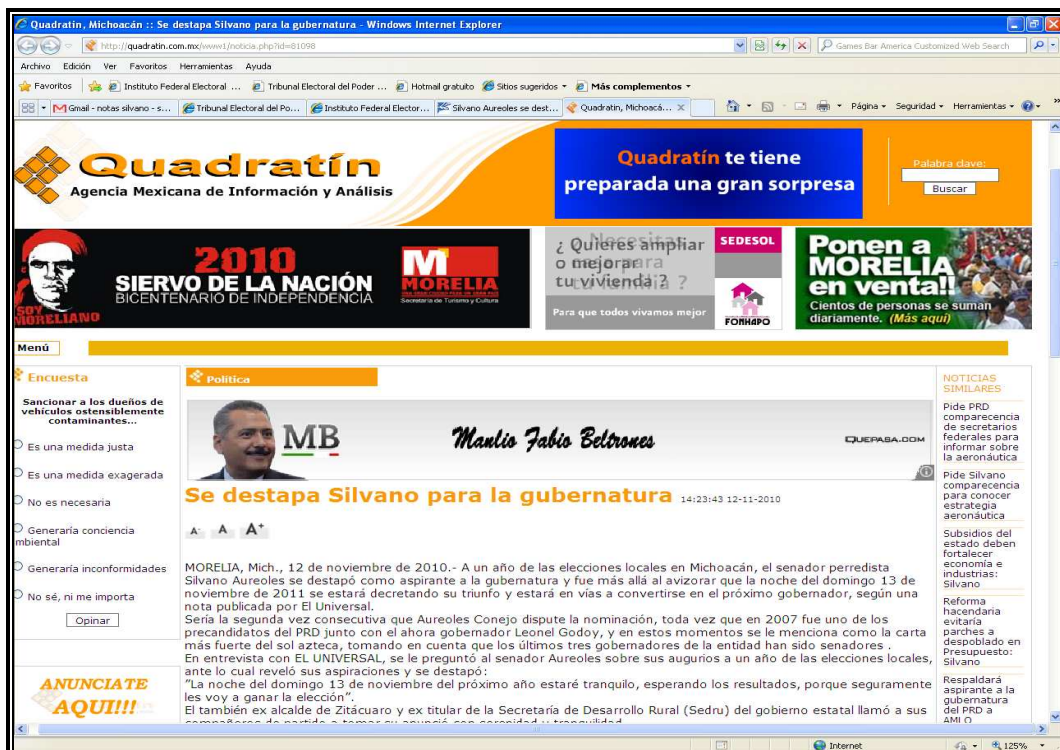 Quadratín, Michoacán :: Se destapa Silvano para la gubernatura - Windows Internet Explorer
http://quadratin.com.mx/www1/noticia.php?id=81098
Games Bar America Customized Web Search
Archivo Edición Ver Favoritos Herramientas Ayuda
Favoritos Instituto Federal Electoral ... Tribunal Electoral del Poder ... Hotmail gratuito Sitios sugeridos Más complementos
Gmail - notas silvano - s... Tribunal Electoral del Po... Instituto Federal Elector... Silvano Aureoles se dest... Quadratín, Michoacá... Página Seguridad Herramientas
Quadratín
Agencia Mexicana de Información y Análisis
Quadratín te tiene
preparada una gran sorpresa
Palabra clave:
Buscar
SOY
MORELIANO
2010
SIERVO DE LA NACIÓN
BICENTENARIO DE INDEPENDENCIA
M
MORELIA
Secretaría de Turismo y Cultura
¿ Quieres ampliar
o mejorar
tu vivienda ?
Para que todos vivamos mejor
SEDESOL
FONHAPO
Ponen a
MORELIA
en venta!!
Cientos de personas se suman
diariamente. (Más aquí)
Menú
Encuesta
Sancionar a los dueños de
vehículos ostensiblemente
contaminantes...
Es una medida justa
Es una medida exagerada
No es necesaria
Generaría conciencia
mbiental
Generaría inconformidades
No sé, ni me importa
Opinar
ANUNCIATE
AQUI!!!
Política
MB
Manlio Fabio Beltrones
QUEPASA.COM
Se destapa Silvano para la gubernatura 14:23:43 12-11-2010
A- A A+
MORELIA, Mich., 12 de noviembre de 2010.- A un año de las elecciones locales en Michoacán, el senador perredista
Silvano Aureoles se destapó como aspirante a la gubernatura y fue más allá al avizorar que la noche del domingo 13 de
noviembre de 2011 se estará decretando su triunfo y estará en vías a convertirse en el próximo gobernador, según una
nota publicada por El Universal.
Sería la segunda vez consecutiva que Aureoles Conejo dispute la nominación, toda vez que en 2007 fue uno de los
precandidatos del PRD junto con el ahora gobernador Leonel Godoy, y en estos momentos se le menciona como la carta
más fuerte del sol azteca, tomando en cuenta que los últimos tres gobernadores de la entidad han sido senadores .
En entrevista con EL UNIVERSAL, se le preguntó al senador Aureoles sobre sus augurios a un año de las elecciones locales,
ante lo cual reveló sus aspiraciones y se destapó:
"La noche del domingo 13 de noviembre del próximo año estaré tranquilo, esperando los resultados, porque seguramente
les voy a ganar la elección".
El también ex alcalde de Zitácuaro y ex titular de la Secretaría de Desarrollo Rural (Sedru) del gobierno estatal llamó a sus
compañeros de partido a tomar su anunció con serenidad y tranquilidad
NOTICIAS
SIMILARES
Pide PRD
comparecencia
de secretarios
federales para
informar sobre
la aeronáutica
Pide Silvano
comparecencia
para conocer
estrategia
aeronáutica
Subsidios del
estado deben
fortalecer
economía e
industrias:
Silvano
Reforma
hacendaria
evitaría
parches a
despoblado en
Presupuesto:
Silvano
Respaldará
aspirante a la
gubernatura
del PRD a
AMLO
Internet
125%